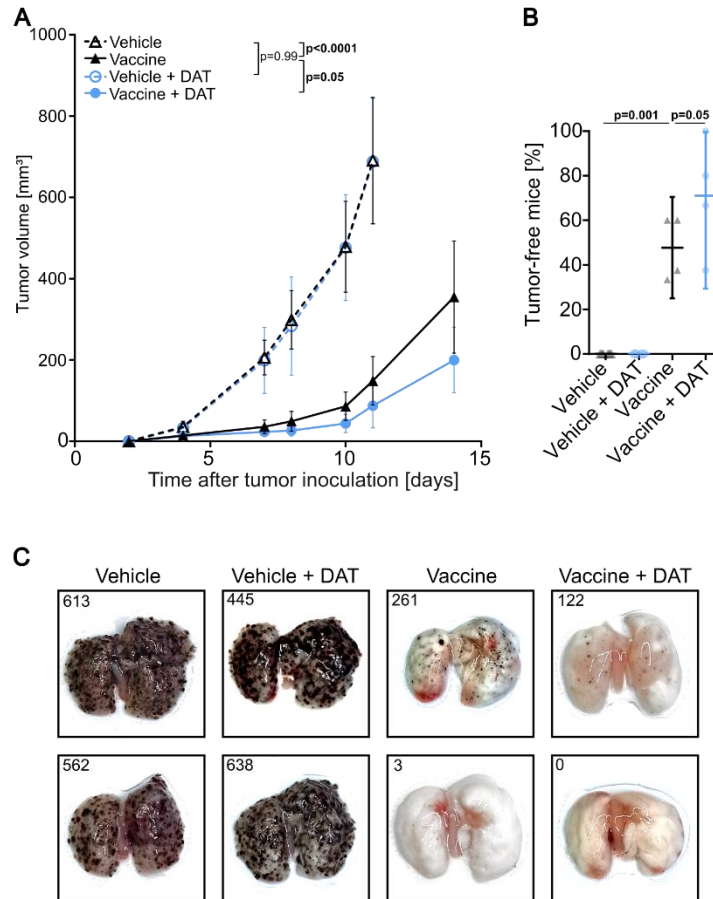 A
B
1000
800
600
400
200
0
0
5
10
15
Tumor volume [mm³]
Time after tumor inoculation [days]
Vehicle
Vaccine
Vehicle + DAT
Vaccine + DAT
p=0.99
p<0.0001
p=0.05
p=0.001
p=0.05
100
80
60
40
20
0
Tumor-free mice [%]
Vehicle
Vehicle + DAT
Vaccine
Vaccine + DAT
C
Vehicle
Vehicle + DAT
Vaccine
Vaccine + DAT
613
445
261
122
562
638
3
0